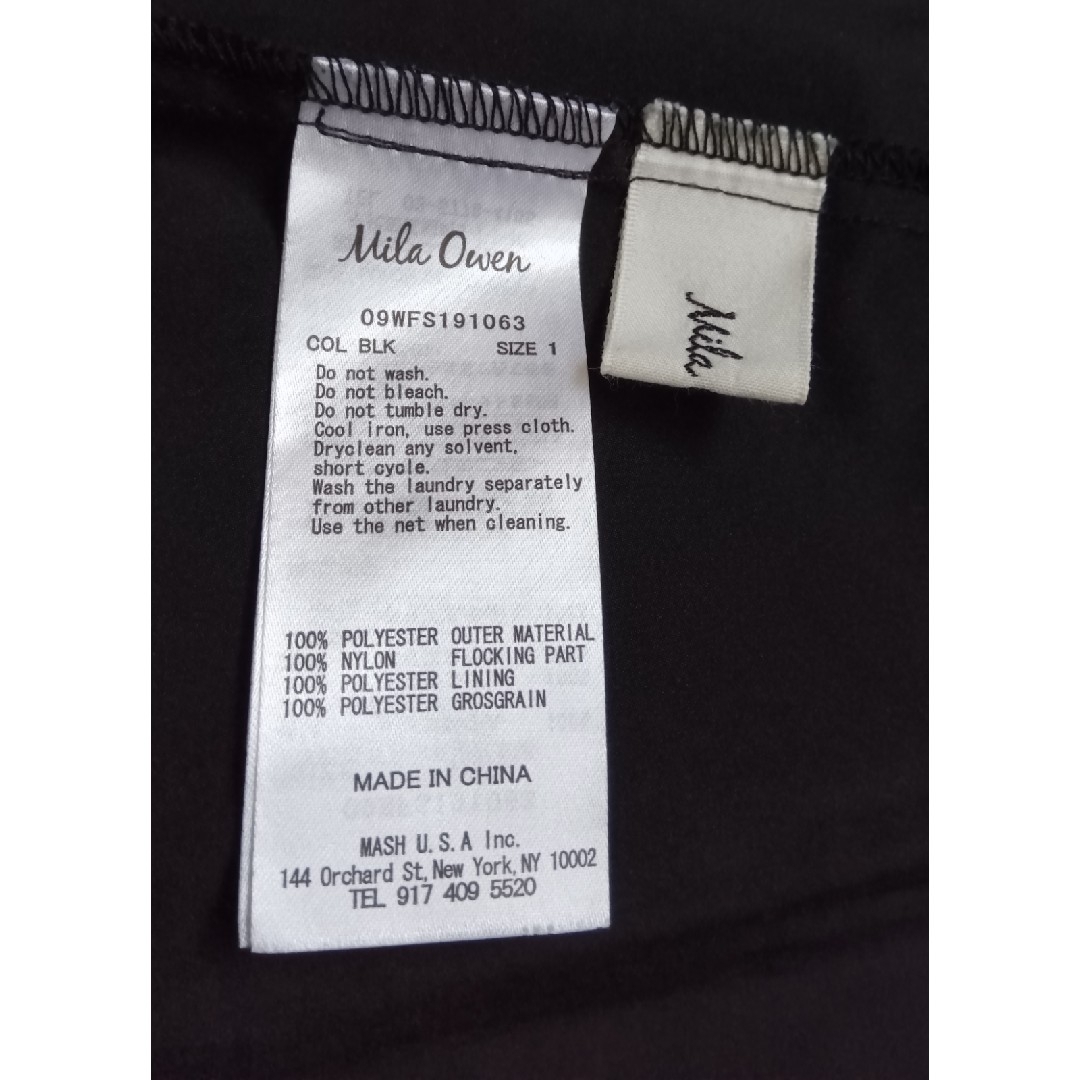 Mila Owen
09WFS191063
COL BLK SIZE 1
Do not wash.
Do not bleach.
Do not tumble dry.
Cool iron, use press cloth.
Dryclean any solvent,
short cycle.
Wash the laundry separately
from other laundry.
Use the net when cleaning.
100% POLYESTER OUTER MATERIAL
100% NYLON FLOCKING PART
100% POLYESTER LINING
100% POLYESTER GROSGRAIN
MADE IN CHINA
MASH U.S.A Inc.
144 Orchard St, New York, NY 10002
TEL 917 409 5520
Mila